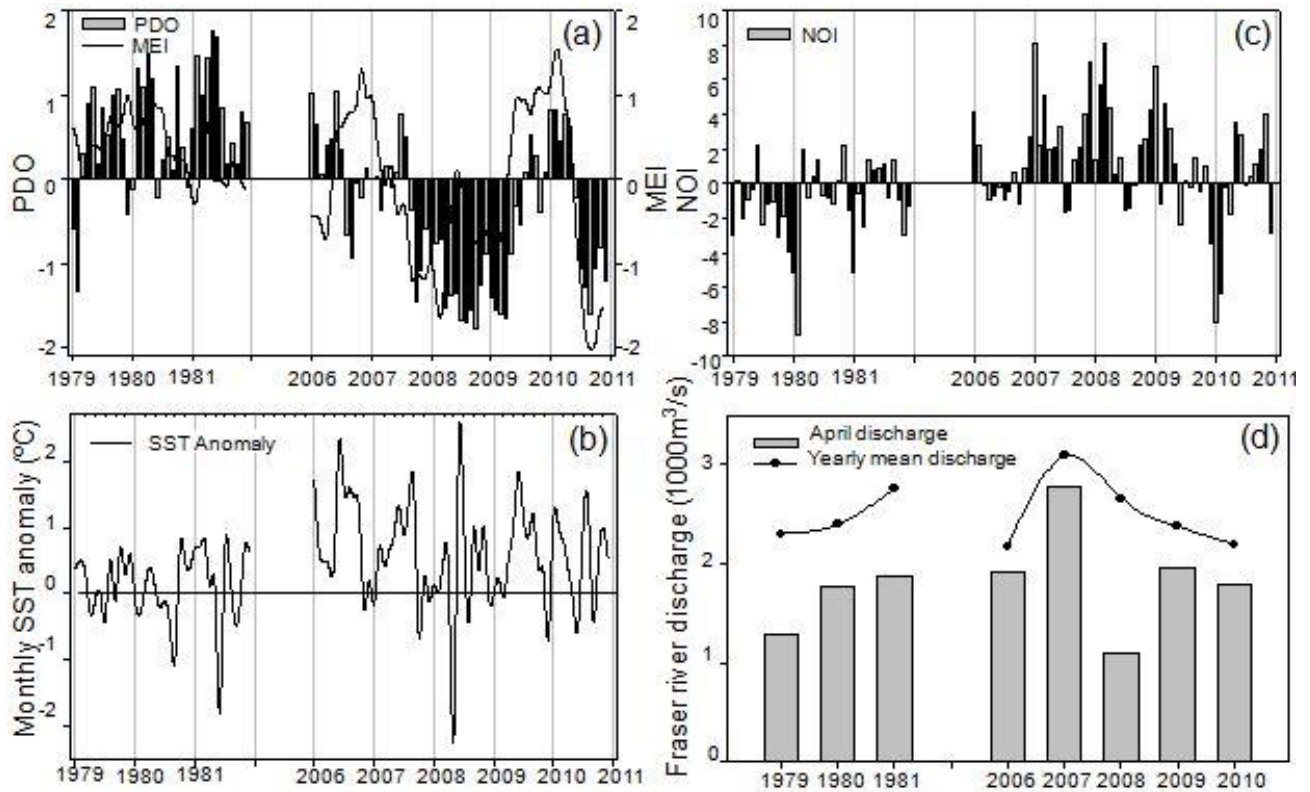 PDO
MEI
(a)
2
1
0
-1
-2
PDO
2
1
0
-1
-2
MEI
1979 1980 1981 2006 2007 2008 2009 2010 2011
NOI
(c)
10
8
6
4
2
0
-2
-4
-6
-8
-10
NOI
1979 1980 1981 2006 2007 2008 2009 2010 2011
SST Anomaly
(b)
2
1
0
-1
-2
Monthly SST anomaly (ºC)
1979 1980 1981 2006 2007 2008 2009 2010 2011
April discharge
Yearly mean discharge
(d)
3
2
1
0
Fraser river discharge (1000m³/s)
1979 1980 1981 2006 2007 2008 2009 2010